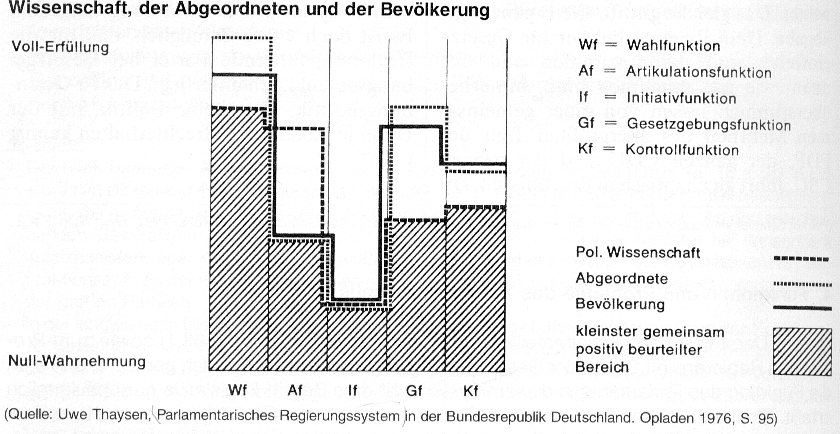 Wissenschaft, der Abgeordneten und der Bevölkerung
Voll-Erfüllung
Null-Wahrnehmung
Wf Af If Gf Kf
Wf = Wahlfunktion
Af = Artikulationsfunktion
If = Initiativfunktion
Gf = Gesetzgebungsfunktion
Kf = Kontrollfunktion
Pol. Wissenschaft
Abgeordnete
Bevölkerung
kleinster gemeinsam
positiv beurteilter
Bereich
(Quelle: Uwe Thaysen, Parlamentarisches Regierungssystem in der Bundesrepublik Deutschland. Opladen 1976, S. 95)